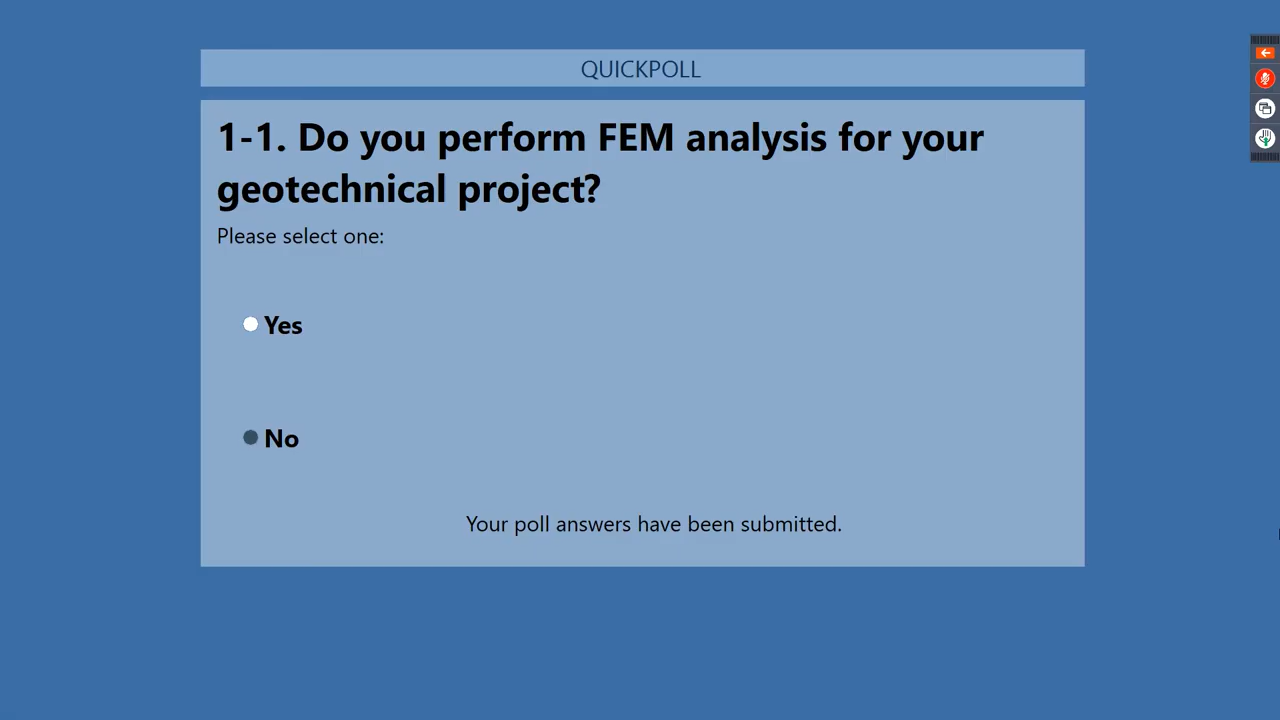 QUICKPOLL
1-1. Do you perform FEM analysis for your
geotechnical project?
Please select one:
Yes
No
Your poll answers have been submitted.